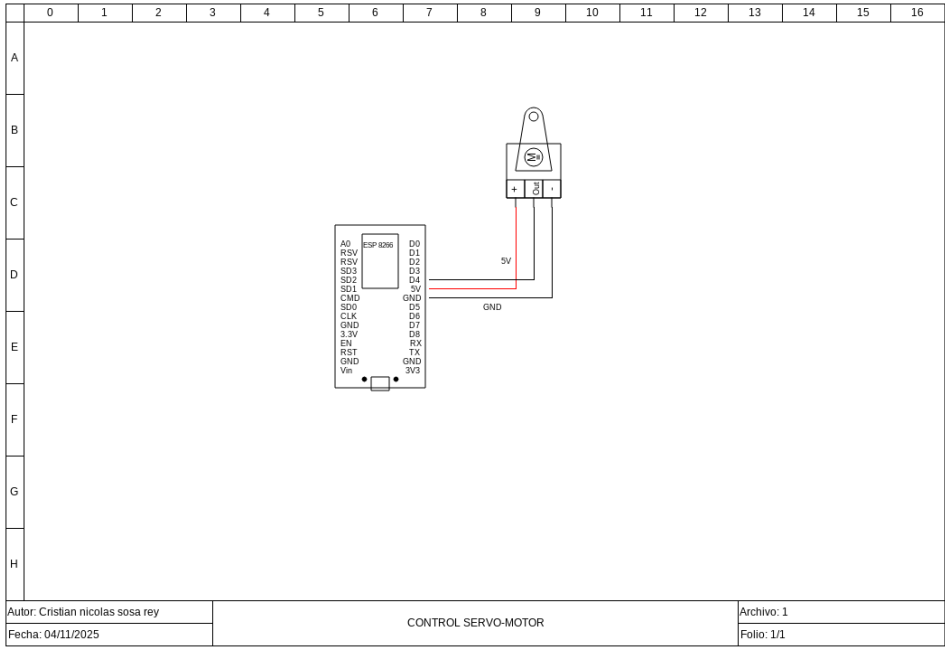 0 1 2 3 4 5 6 7 8 9 10 11 12 13 14 15 16
A
B
C
D
E
F
G
H
M
+ Out -
ESP 8266
A0 D0
RSV D1
RSV D2
SD3 D3
SD2 D4
SD1 5V
CMD GND
SD0 D5
CLK D6
GND D7
3.3V D8
EN RX
RST TX
GND GND
Vin 3V3
5V
GND
Autor: Cristian nicolas sosa rey
Fecha: 04/11/2025
CONTROL SERVO-MOTOR
Archivo: 1
Folio: 1/1